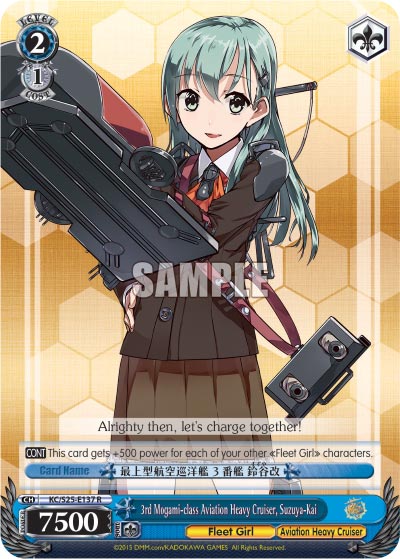 LEVEL
2
1
COST
SAMPLE
Alrighty then, let's charge together!
CONT This card gets +500 power for each of your other «Fleet Girl» characters.
Card Name 最上型航空巡洋艦 3番艦 鈴谷改
CH KC/S25-E137 R
3rd Mogami-class Aviation Heavy Cruiser, Suzuya-Kai
POWER 7500
Fleet Girl Aviation Heavy Cruiser
©2013 DMM.com/KADOKAWA GAMES All Rights Reserved.